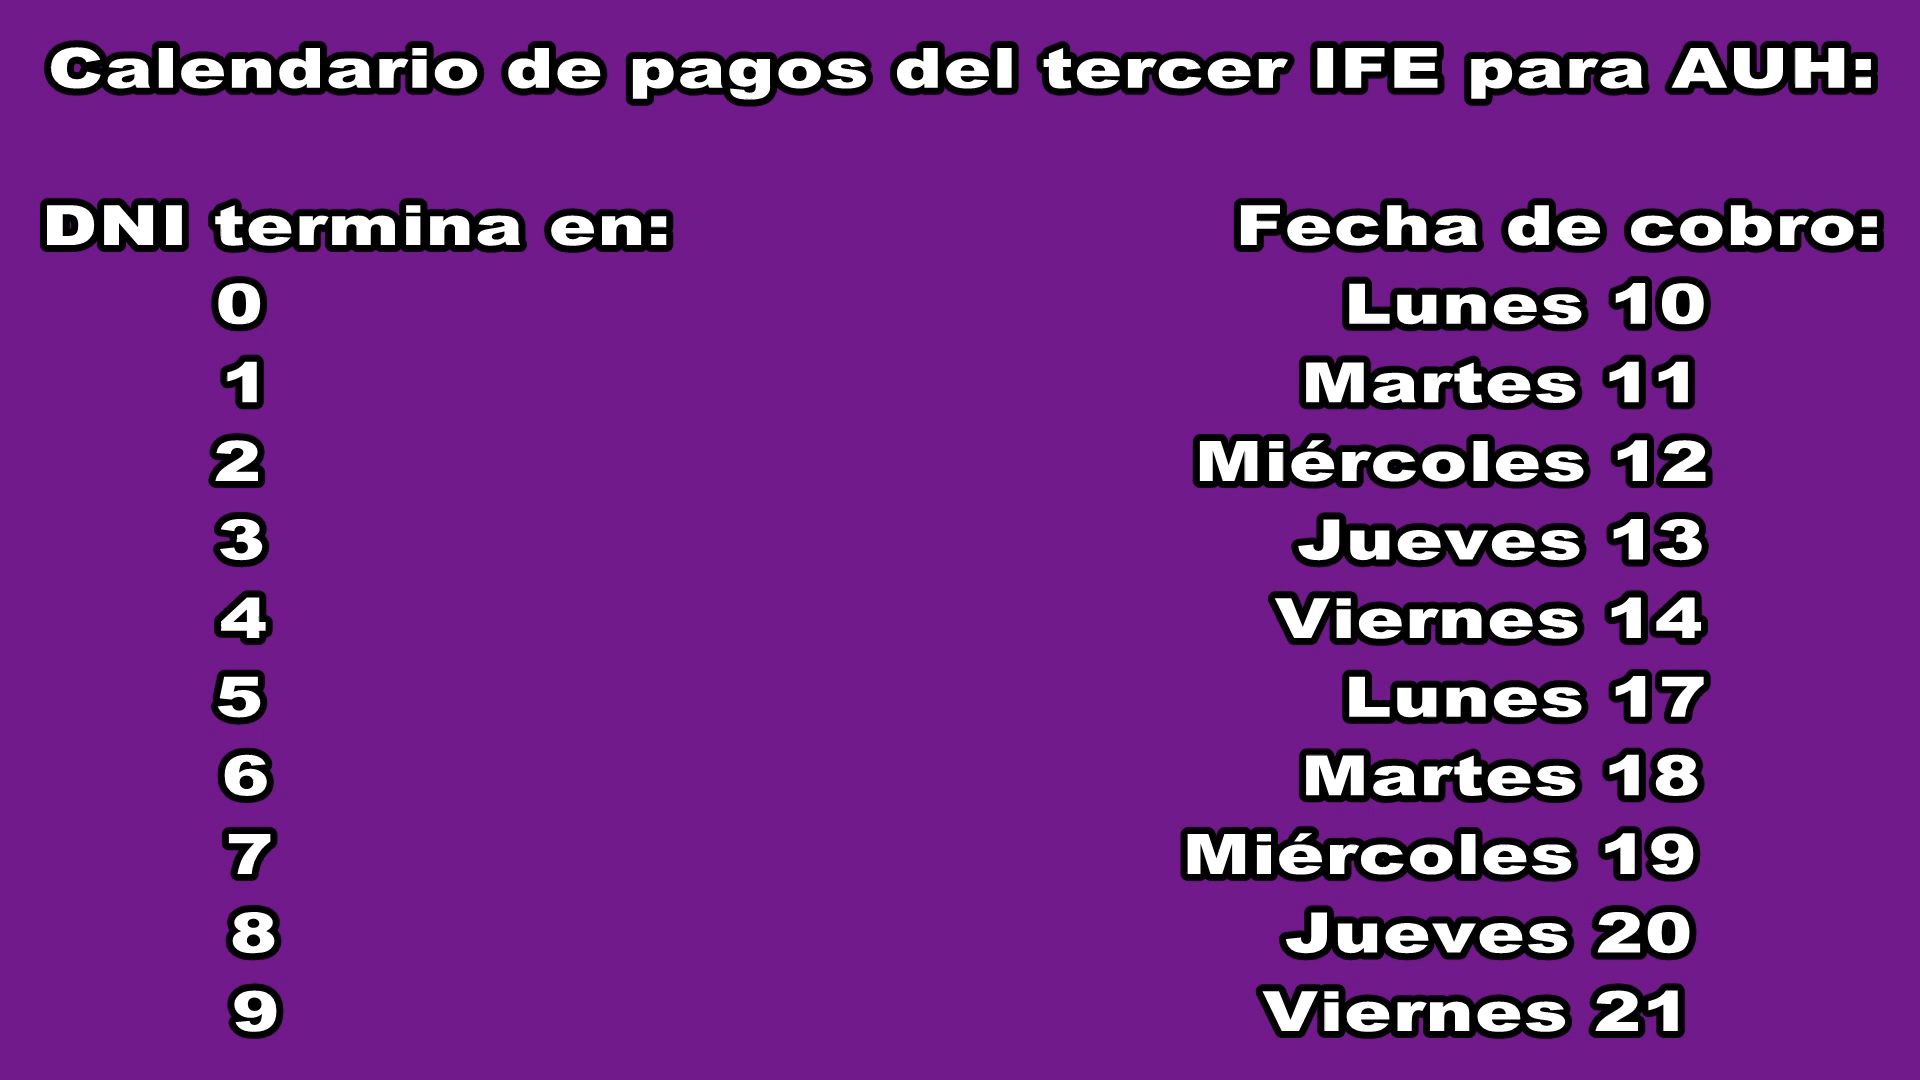 Calendario de pagos del tercer IFE para AUH:
DNI termina en: Fecha de cobro:
0 Lunes 10
1 Martes 11
2 Miércoles 12
3 Jueves 13
4 Viernes 14
5 Lunes 17
6 Martes 18
7 Miércoles 19
8 Jueves 20
9 Viernes 21